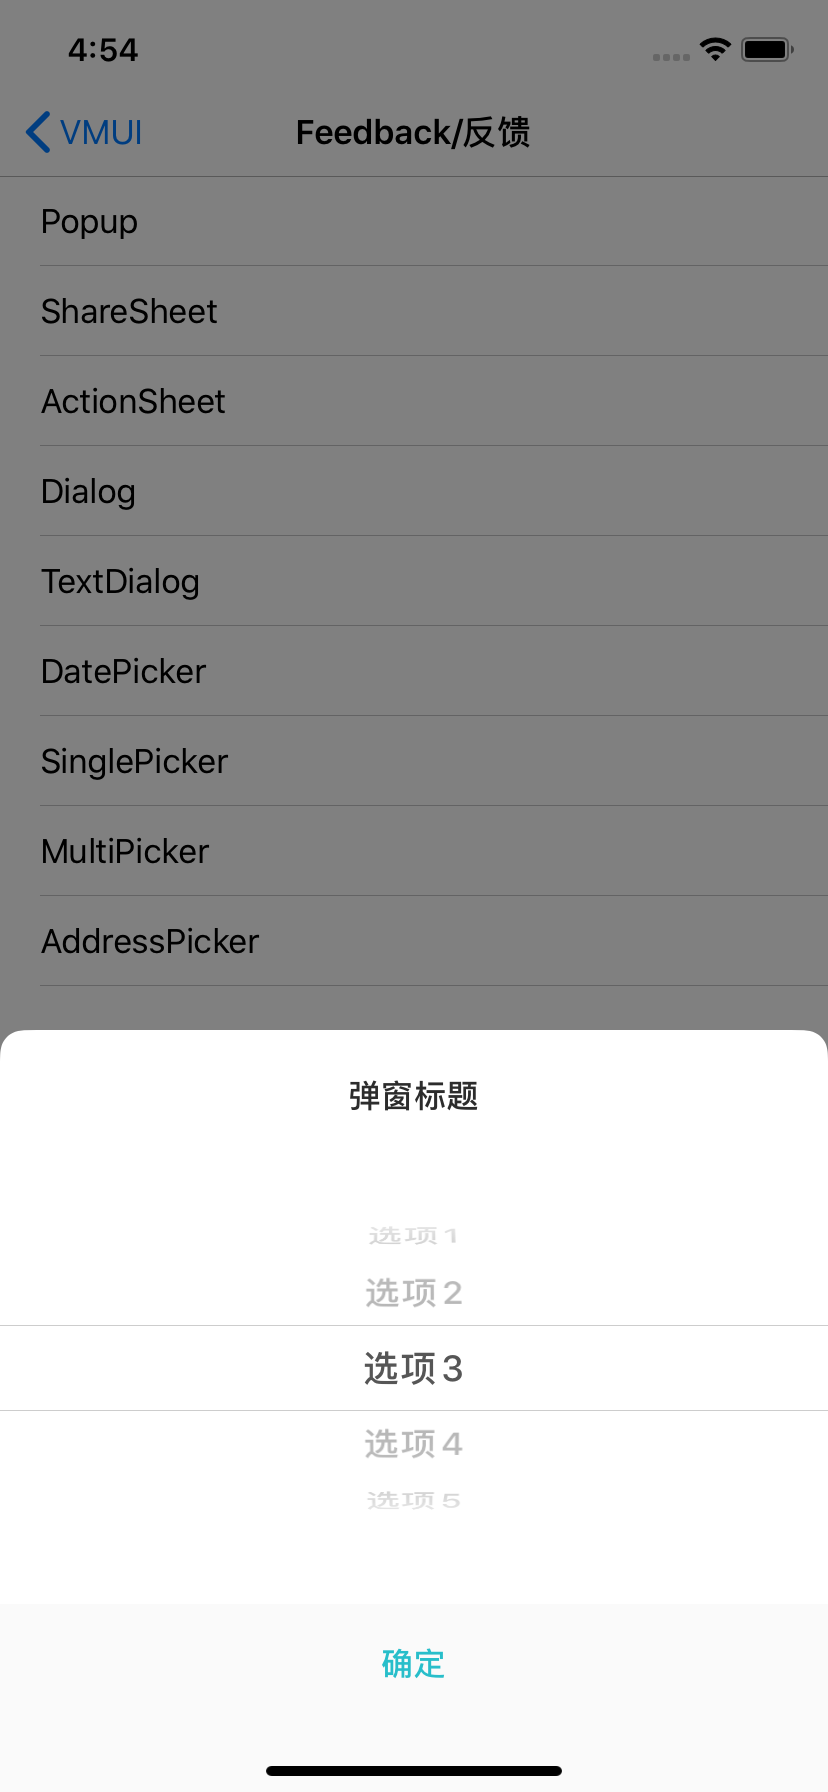 4:54
VMUI
Feedback/反馈
Popup
ShareSheet
ActionSheet
Dialog
TextDialog
DatePicker
SinglePicker
MultiPicker
AddressPicker
弹窗标题
选项1
选项2
选项3
选项4
选项5
确定